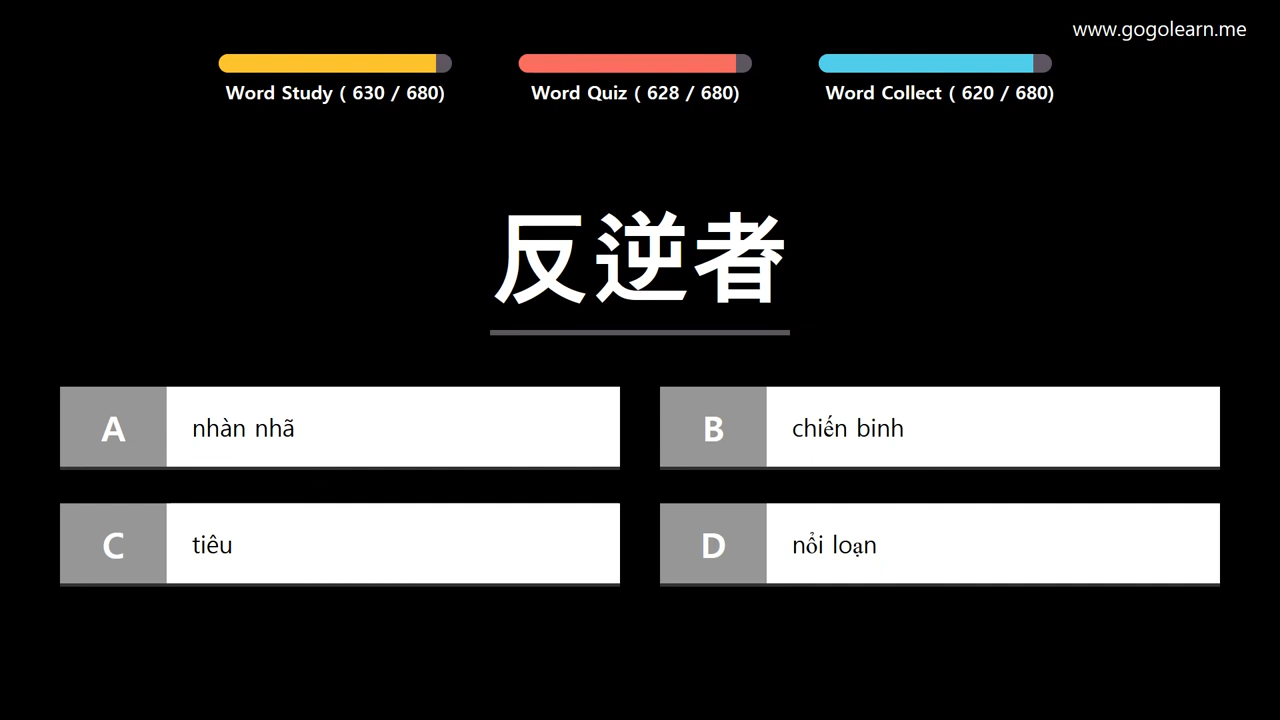 www.gogolearn.me
Word Study ( 630 / 680)
Word Quiz ( 628 / 680)
Word Collect ( 620 / 680)
反逆者
A nhàn nhã
B chiến binh
C tiêu
D nổi loạn